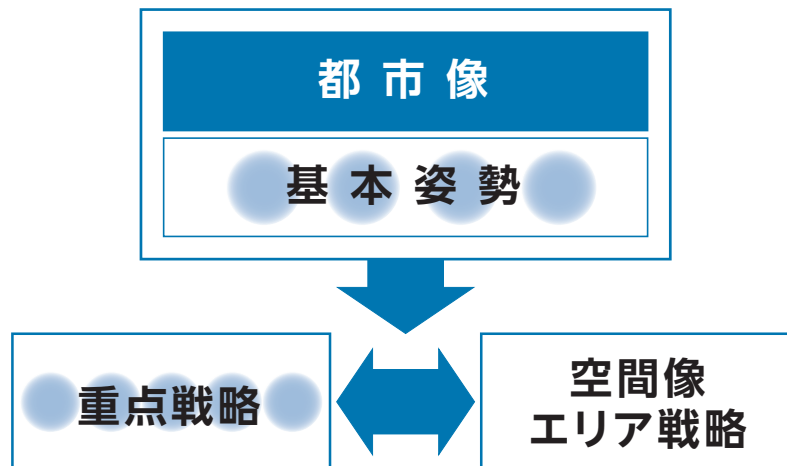 都市像
基本姿勢
重点戦略
空間像
エリア戦略